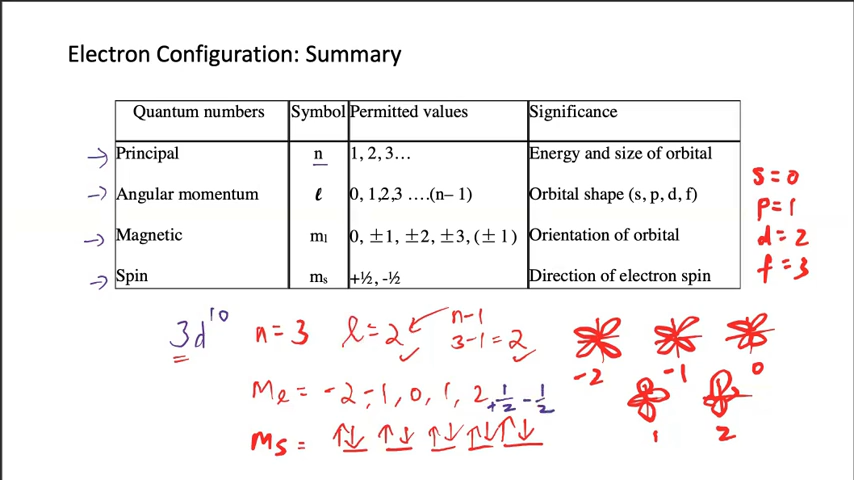 Electron Configuration: Summary
Quantum numbers Symbol Permitted values Significance
Principal n 1, 2, 3… Energy and size of orbital
Angular momentum ℓ 0, 1,2,3 ….(n– 1) Orbital shape (s, p, d, f)
Magnetic mₗ 0, ±1, ±2, ±3, (± 1) Orientation of orbital
Spin mₛ +½, -½ Direction of electron spin
s = 0
p = 1
d = 2
f = 3
3d¹⁰ n = 3 ℓ = 2 n-1
3-1 = 2
-2 -1 0
Mℓ = -2, -1, 0, 1, 2 +1/2 -1/2
1 2
Ms = ↑↓ ↑↓ ↑↓ ↑↓ ↑↓